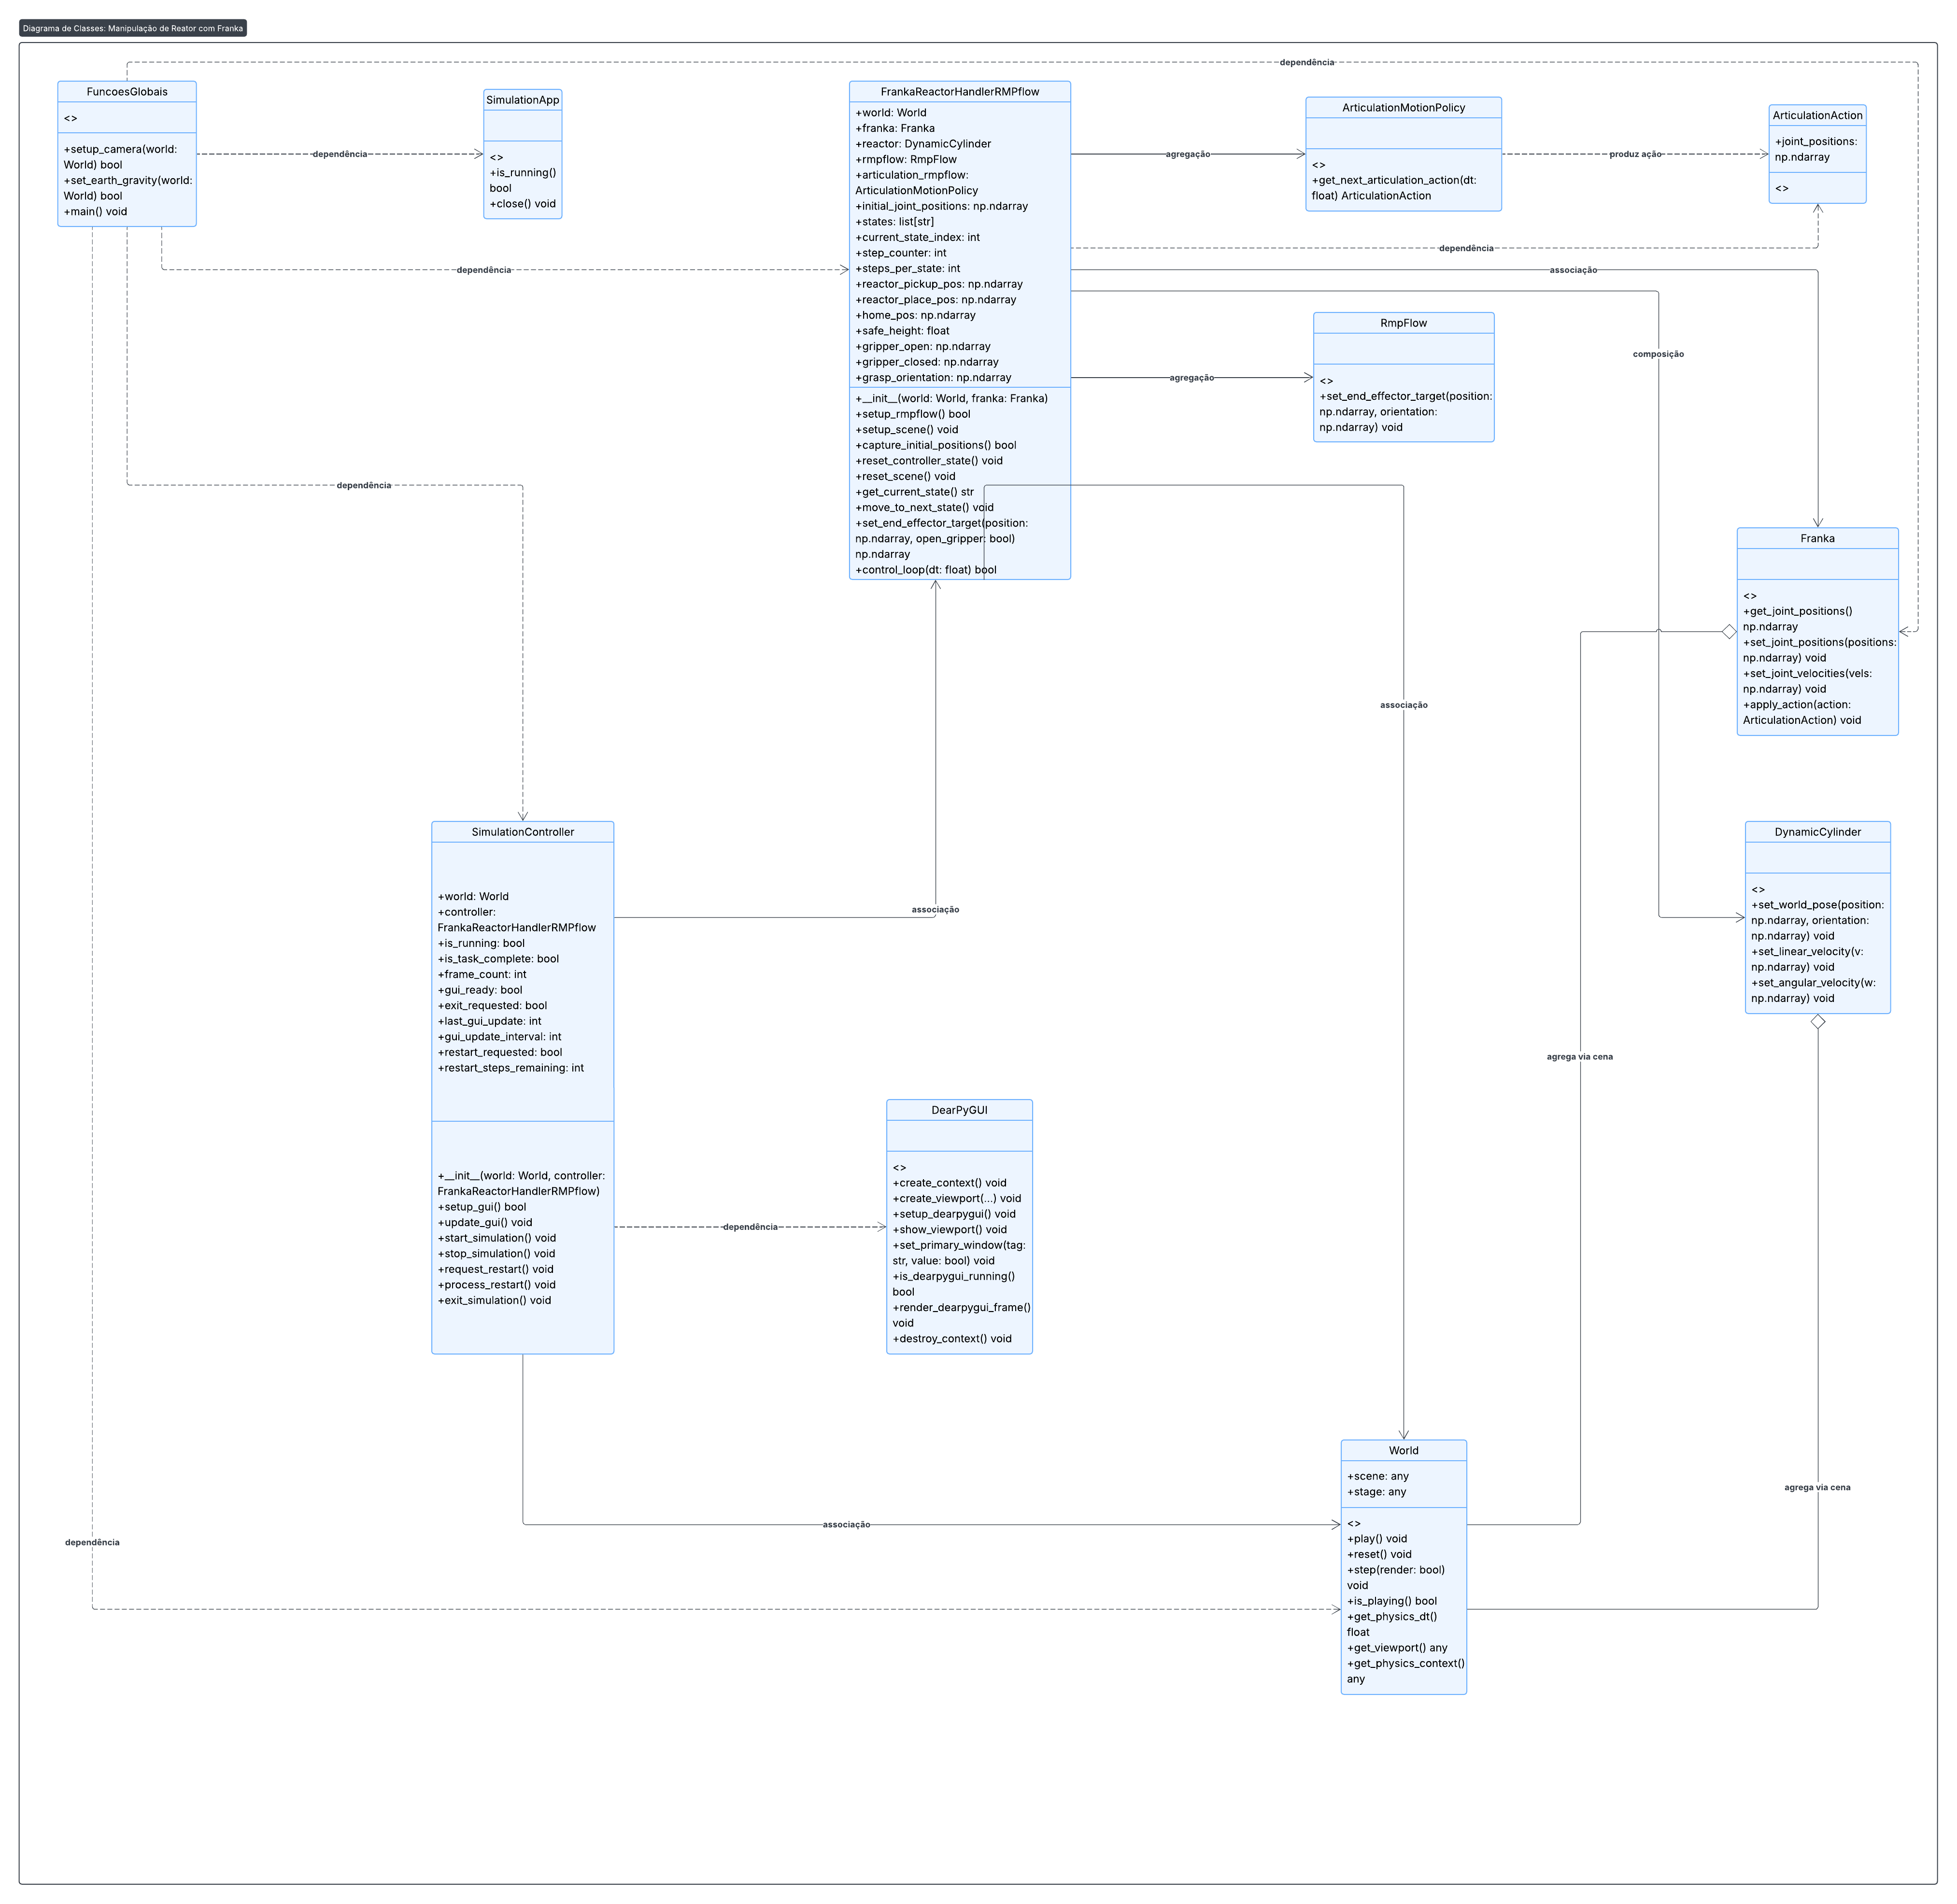 Diagrama de Classes: Manipulação de Reator com Franka
dependência
FuncoesGlobais
<>
+setup_camera(world:
World) bool
+set_earth_gravity(world:
World) bool
+main() void
dependência
SimulationApp
<>
+is_running()
bool
+close() void
FrankaReactorHandlerRMPflow
+world: World
+franka: Franka
+reactor: DynamicCylinder
+rmpflow: RmpFlow
+articulation_rmpflow:
ArticulationMotionPolicy
+initial_joint_positions: np.ndarray
+states: list[str]
+current_state_index: int
+step_counter: int
+steps_per_state: int
+reactor_pickup_pos: np.ndarray
+reactor_place_pos: np.ndarray
+home_pos: np.ndarray
+safe_height: float
+gripper_open: np.ndarray
+gripper_closed: np.ndarray
+grasp_orientation: np.ndarray
+__init__(world: World, franka: Franka)
+setup_rmpflow() bool
+setup_scene() void
+capture_initial_positions() bool
+reset_controller_state() void
+reset_scene() void
+get_current_state() str
+move_to_next_state() void
+set_end_effector_target(position:
np.ndarray, open_gripper: bool)
np.ndarray
+control_loop(dt: float) bool
agregação
ArticulationMotionPolicy
<>
+get_next_articulation_action(dt:
float) ArticulationAction
produz ação
ArticulationAction
+joint_positions:
np.ndarray
<>
dependência
dependência
associação
composição
agregação
RmpFlow
<>
+set_end_effector_target(position:
np.ndarray, orientation:
np.ndarray) void
dependência
Franka
<>
+get_joint_positions()
np.ndarray
+set_joint_positions(positions:
np.ndarray) void
+set_joint_velocities(vels:
np.ndarray) void
+apply_action(action:
ArticulationAction) void
associação
SimulationController
+world: World
+controller:
FrankaReactorHandlerRMPflow
+is_running: bool
+is_task_complete: bool
+frame_count: int
+gui_ready: bool
+exit_requested: bool
+last_gui_update: int
+gui_update_interval: int
+restart_requested: bool
+restart_steps_remaining: int
+__init__(world: World, controller:
FrankaReactorHandlerRMPflow)
+setup_gui() bool
+update_gui() void
+start_simulation() void
+stop_simulation() void
+request_restart() void
+process_restart() void
+exit_simulation() void
associação
DynamicCylinder
<>
+set_world_pose(position:
np.ndarray, orientation:
np.ndarray) void
+set_linear_velocity(v:
np.ndarray) void
+set_angular_velocity(w:
np.ndarray) void
agrega via cena
dependência
DearPyGUI
<>
+create_context() void
+create_viewport(...) void
+setup_dearpygui() void
+show_viewport() void
+set_primary_window(tag:
str, value: bool) void
+is_dearpygui_running()
bool
+render_dearpygui_frame()
void
+destroy_context() void
agrega via cena
associação
dependência
World
+scene: any
+stage: any
<>
+play() void
+reset() void
+step(render: bool)
void
+is_playing() bool
+get_physics_dt()
float
+get_viewport() any
+get_physics_context()
any